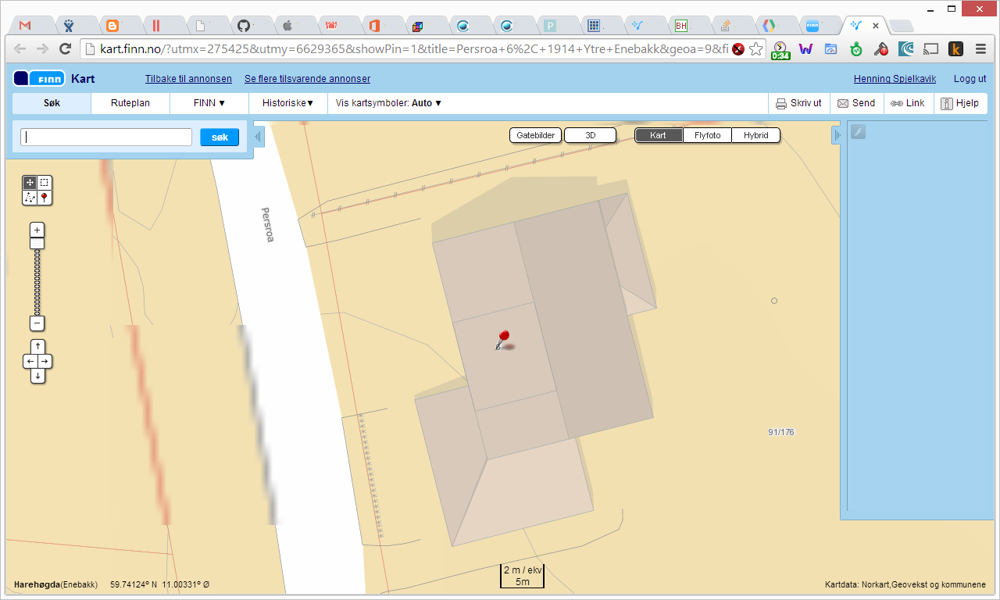 kart.finn.no/?utmx=275425&utmy=6629365&showPin=1&title=Persroa+6%2C+1914+Ytre+Enebakk&geoa=9&fi
0:34
FINN Kart
Tilbake til annonsen Se flere tilsvarende annonser
Henning Spjelkavik Logg ut
Søk Ruteplan FINN ▼ Historiske▼ Vis kartsymboler: Auto ▼
Skriv ut Send Link Hjelp
søk
Gatebilder 3D Kart Flyfoto Hybrid
Persroa
91/176
2 m / ekv
5m
Harehøgda(Enebakk) 59.74124º N 11.00331º Ø
Kartdata: Norkart,Geovekst og kommunene